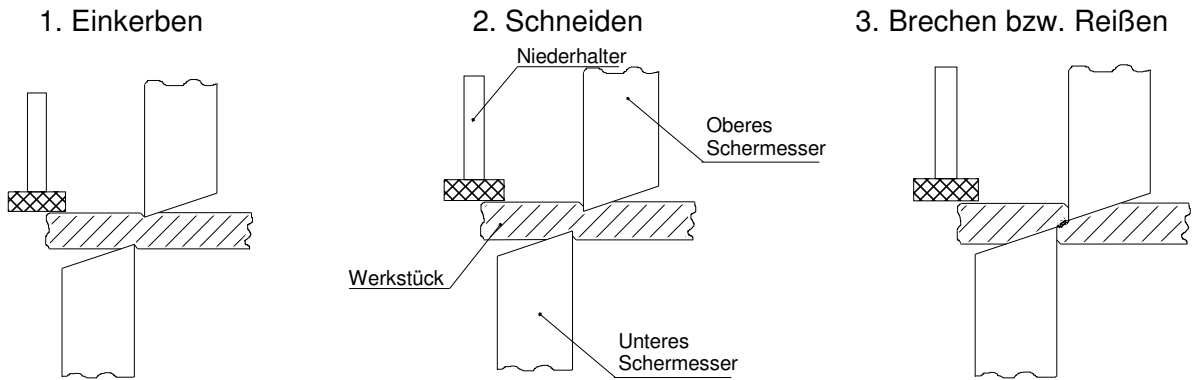 1. Einkerben
2. Schneiden
3. Brechen bzw. Reißen
Niederhalter
Oberes
Schermesser
Werkstück
Unteres
Schermesser